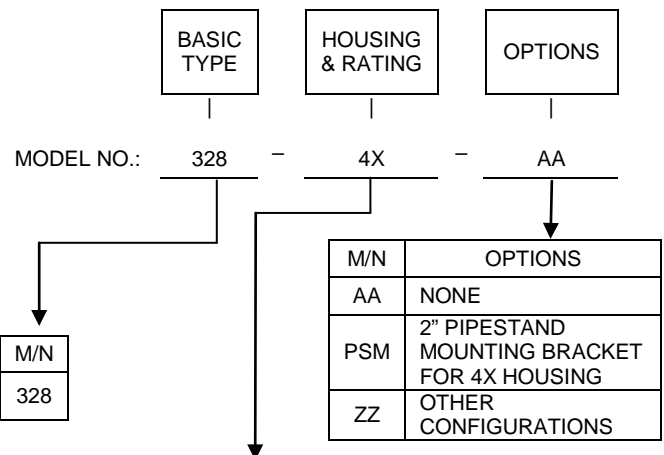 BASIC TYPE
HOUSING & RATING
OPTIONS
MODEL NO.: 328 – 4X – AA
M/N OPTIONS
AA NONE
PSM 2” PIPESTAND MOUNTING BRACKET FOR 4X HOUSING
ZZ OTHER CONFIGURATIONS
M/N
328